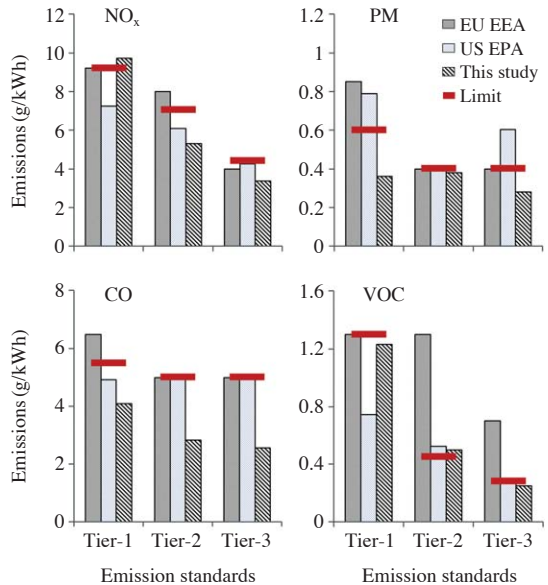 NOx
PM
12
10
8
6
4
2
0
Emissions (g/kWh)
1.2
1
0.8
0.6
0.4
0.2
0
EU EEA
US EPA
This study
Limit
CO
VOC
8
6
4
2
0
Emissions (g/kWh)
1.6
1.2
0.8
0.4
0
Tier-1 Tier-2 Tier-3
Tier-1 Tier-2 Tier-3
Emission standards
Emission standards